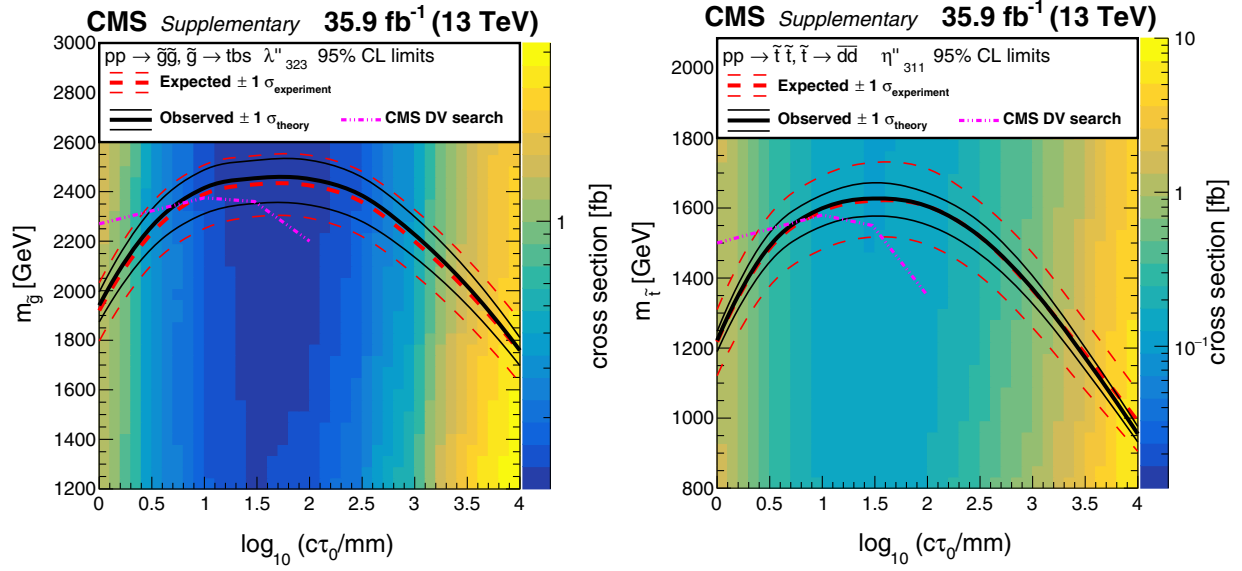 CMS Supplementary 35.9 fb⁻¹ (13 TeV)
pp → g̃g̃, g̃ → tbs λ''₃₂₃ 95% CL limits
Expected ± 1 σexperiment
Observed ± 1 σtheory CMS DV search
3000
2800
2600
2400
2200
2000
1800
1600
1400
1200
m g̃ [GeV]
0 0.5 1 1.5 2 2.5 3 3.5 4
log₁₀ (cτ₀/mm)
1
cross section [fb]
CMS Supplementary 35.9 fb⁻¹ (13 TeV)
pp → t̃ t̃, t̃ → d̅d̅ η''₃₁₁ 95% CL limits
Expected ± 1 σexperiment
Observed ± 1 σtheory CMS DV search
2000
1800
1600
1400
1200
1000
800
m t̃ [GeV]
0 0.5 1 1.5 2 2.5 3 3.5 4
log₁₀ (cτ₀/mm)
10
1
10⁻¹
cross section [fb]